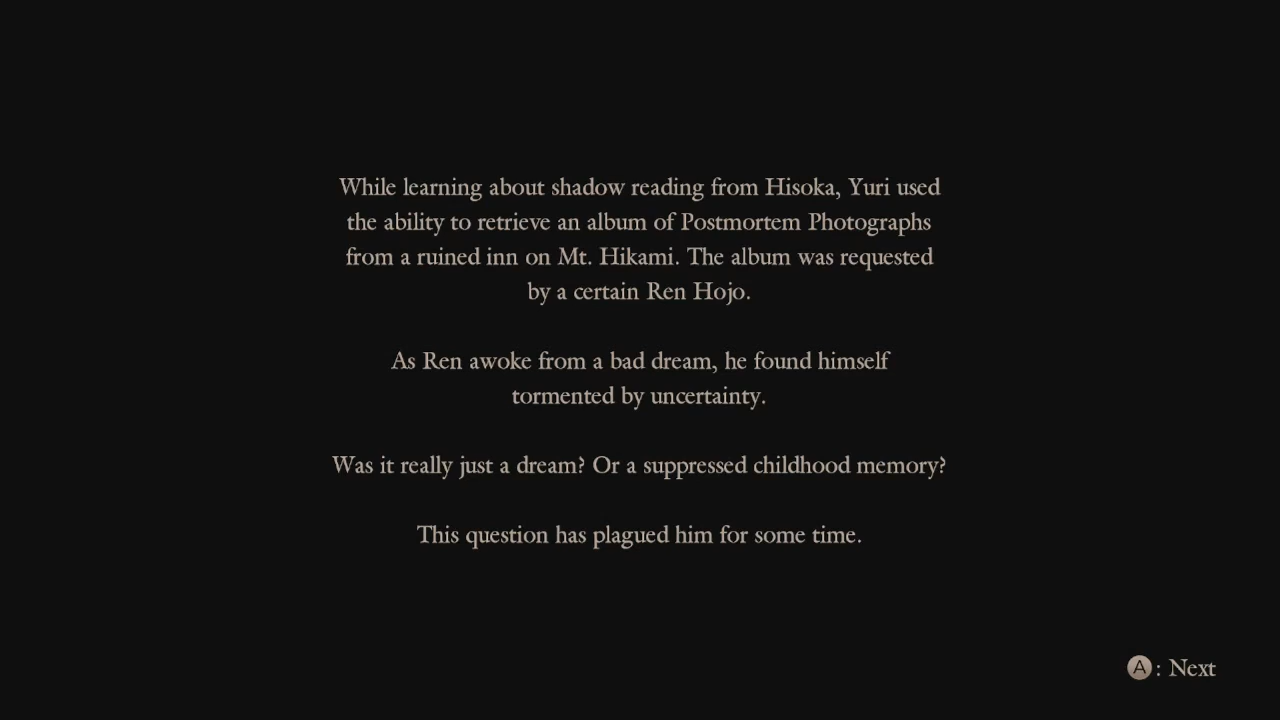 While learning about shadow reading from Hisoka, Yuri used
the ability to retrieve an album of Postmortem Photographs
from a ruined inn on Mt. Hikami. The album was requested
by a certain Ren Hojo.
As Ren awoke from a bad dream, he found himself
tormented by uncertainty.
Was it really just a dream? Or a suppressed childhood memory?
This question has plagued him for some time.
A: Next